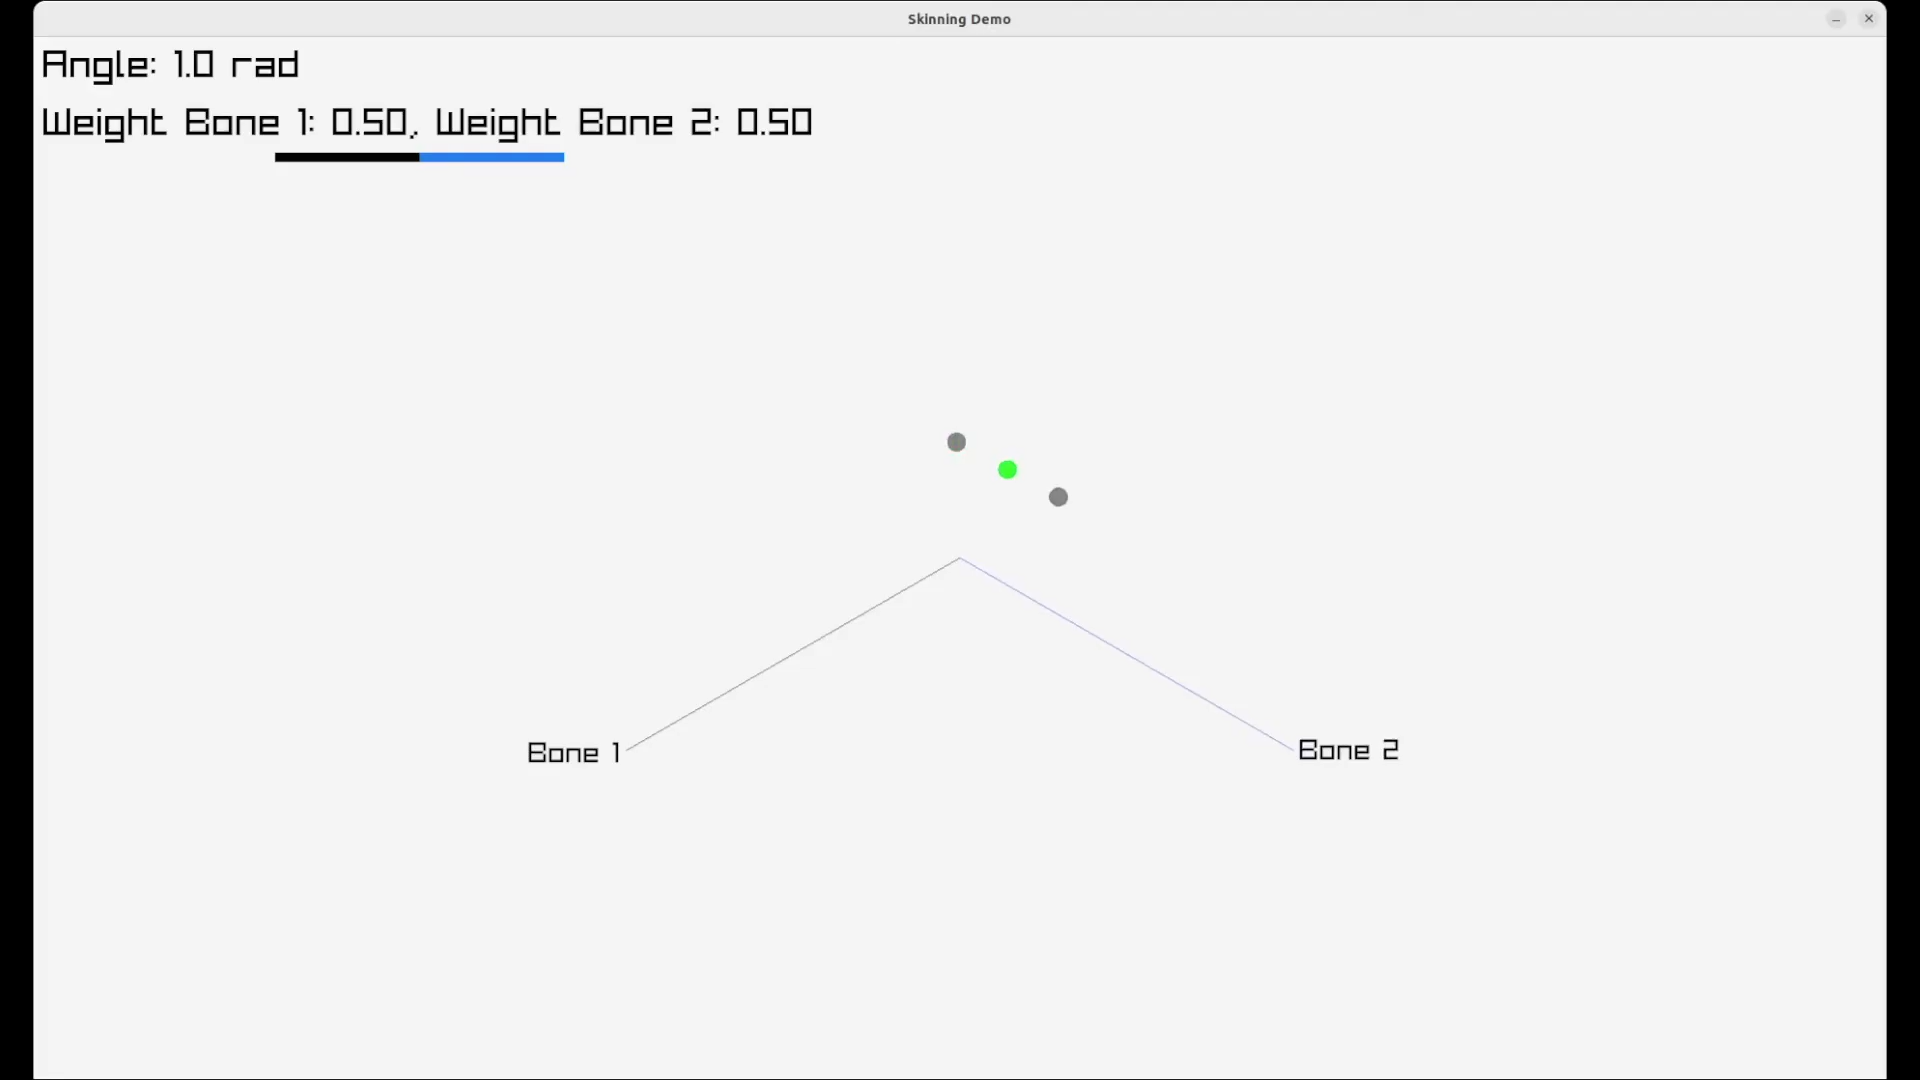 Skinning Demo
Angle: 1.0 rad
Weight Bone 1: 0.50,. Weight Bone 2: 0.50
Bone 1
Bone 2